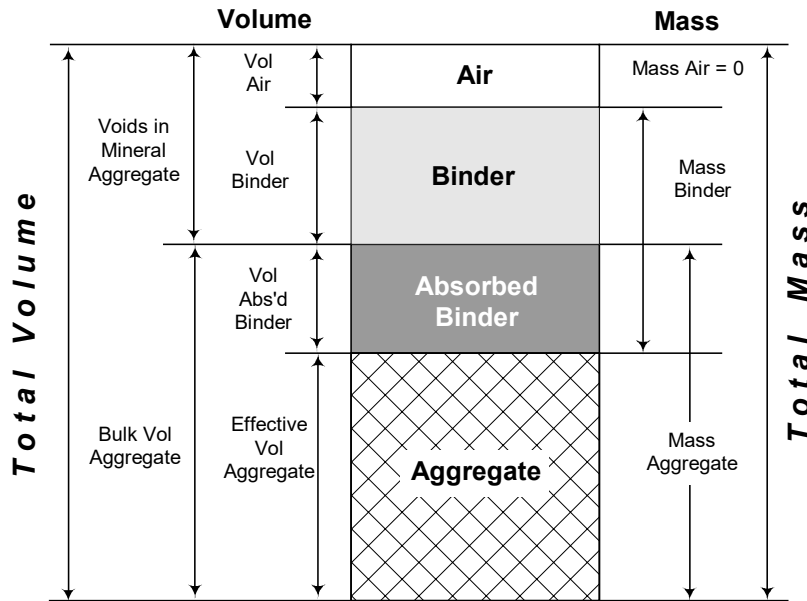 Volume
Mass
Vol
Air
Air
Mass Air = 0
Voids in
Mineral
Aggregate
Vol
Binder
Binder
Mass
Binder
Total Volume
Total Mass
Vol
Abs'd
Binder
Absorbed
Binder
Bulk Vol
Aggregate
Effective
Vol
Aggregate
Aggregate
Mass
Aggregate